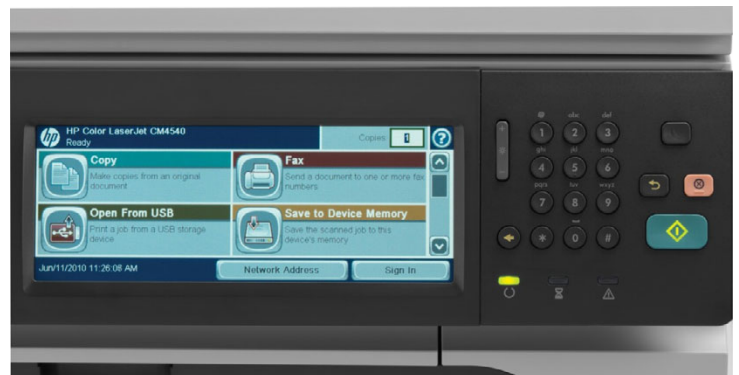 hp
HP Color LaserJet CM4540
Ready
Copies
1
?
Copy
Make copies from an original
document
Fax
Send a document to one or more fax
numbers
Open From USB
Print a job from a USB storage
device
Save to Device Memory
Save the scanned job to this
device's memory
Jun/11/2010 11:26:08 AM
Network Address
Sign In
@ abc def
1 2 3
ghi jkl mno
4 5 6
pqrs tuv wxyz
7 8 9
* 0 #